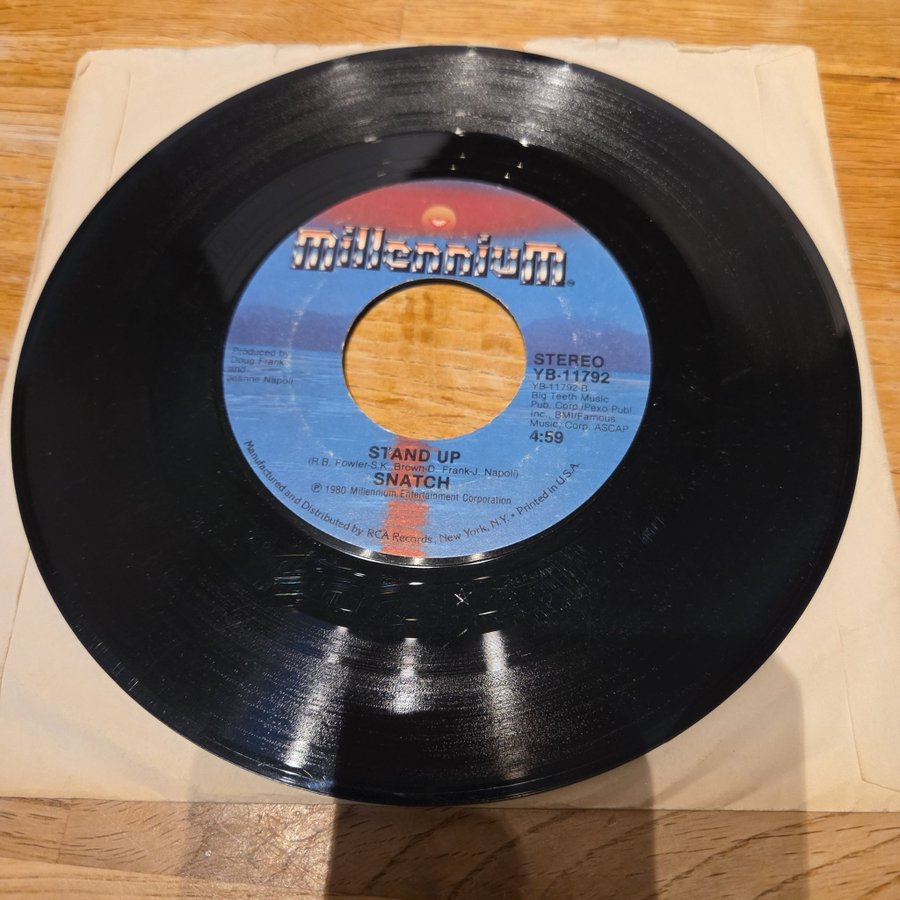 millennium
Produced by
Doug Frank
and
Jeanne Napoli
STEREO
YB-11792
YB-11792-B
Big Teeth Music
Pub. Corp./Pexo Publ.
Inc., BMI/Famous
Music, Corp. ASCAP
4:59
STAND UP
(R.B. Fowler-S.K. Brown-D. Frank-J. Napoli)
SNATCH
℗ 1980 Millennium Entertainment Corporation
Manufactured and Distributed by RCA Records, New York, N.Y. • Printed in U.S.A.